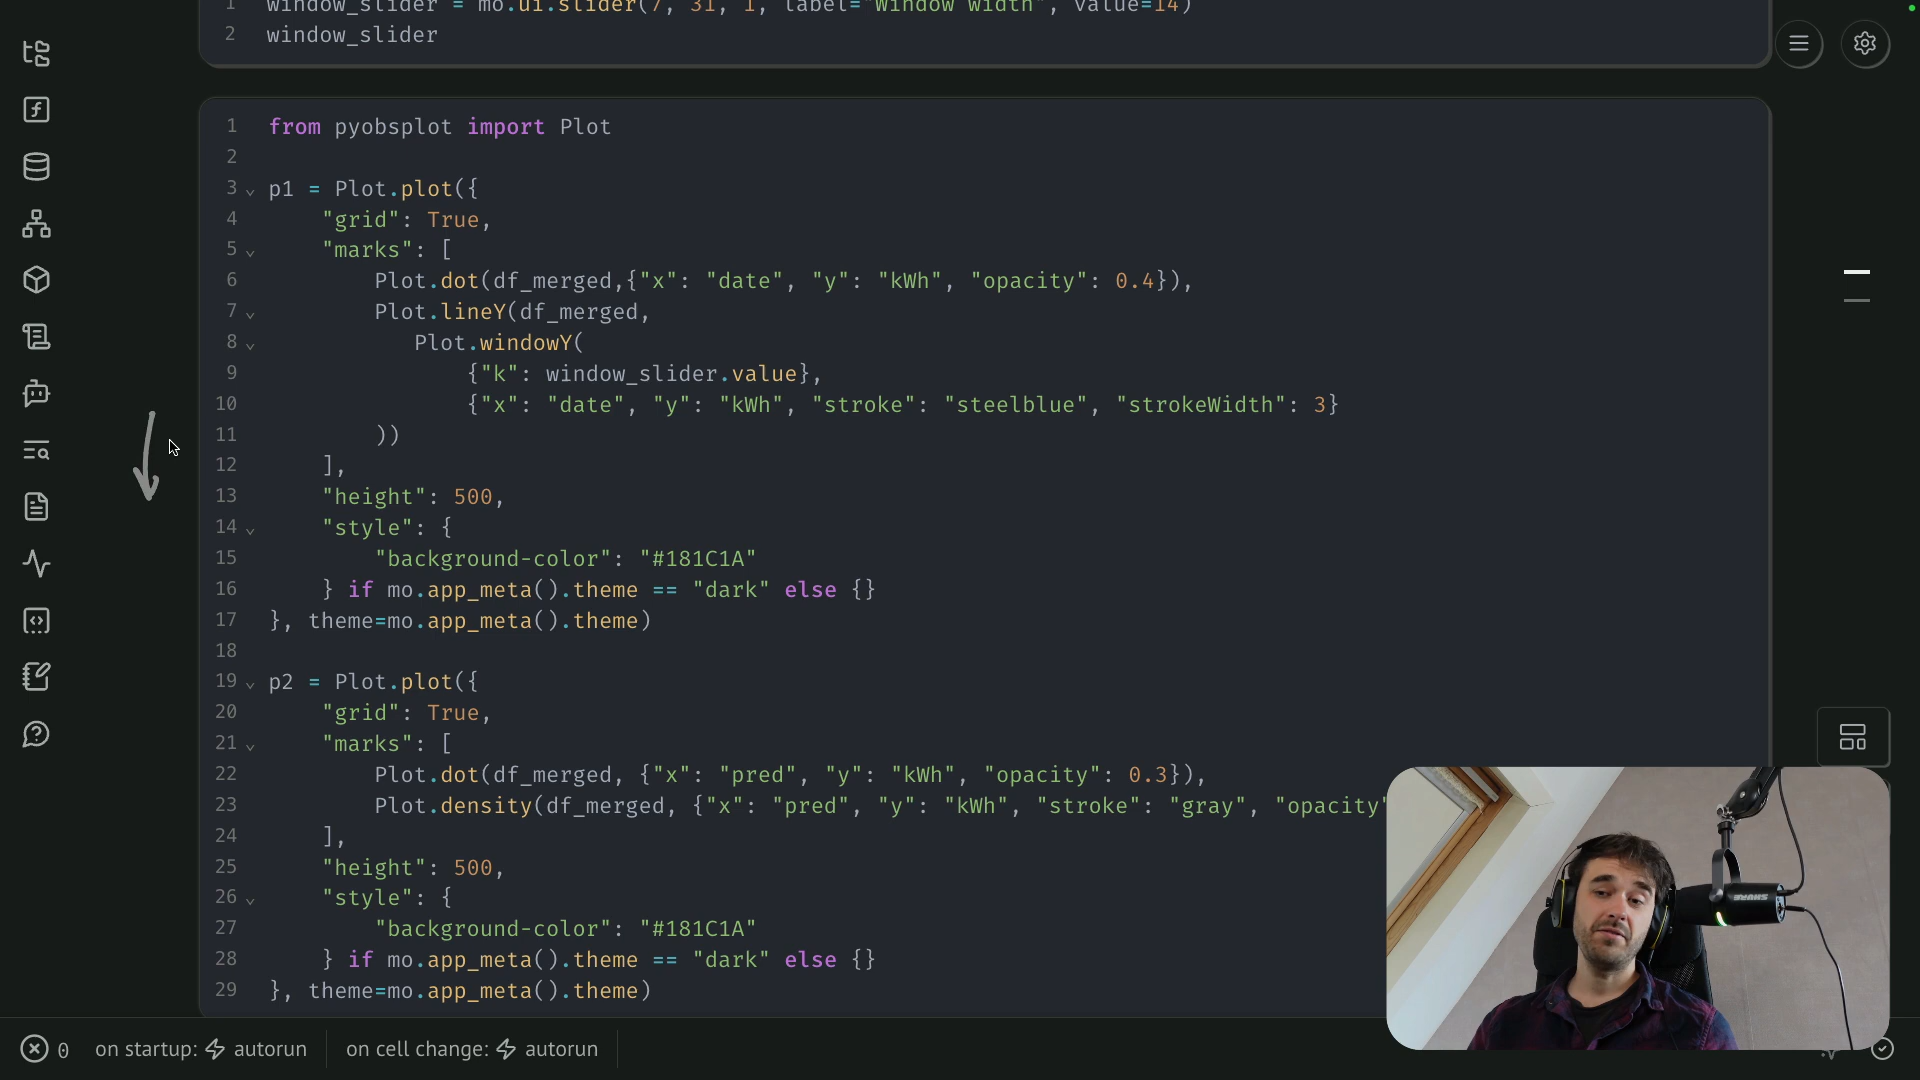 1 window_slider = mo.ui.slider(7, 31, 1, label="Window width", value=14)
2 window_slider
1 from pyobsplot import Plot
2
3 p1 = Plot.plot({
4     "grid": True,
5     "marks": [
6         Plot.dot(df_merged,{"x": "date", "y": "kWh", "opacity": 0.4}),
7         Plot.lineY(df_merged,
8            Plot.windowY(
9                {"k": window_slider.value},
10                {"x": "date", "y": "kWh", "stroke": "steelblue", "strokeWidth": 3}
11         ))
12     ],
13     "height": 500,
14     "style": {
15         "background-color": "#181C1A"
16     } if mo.app_meta().theme == "dark" else {}
17 }, theme=mo.app_meta().theme)
18
19 p2 = Plot.plot({
20     "grid": True,
21     "marks": [
22         Plot.dot(df_merged, {"x": "pred", "y": "kWh", "opacity": 0.3}),
23         Plot.density(df_merged, {"x": "pred", "y": "kWh", "stroke": "gray", "opacity"
24     ],
25     "height": 500,
26     "style": {
27         "background-color": "#181C1A"
28     } if mo.app_meta().theme == "dark" else {}
29 }, theme=mo.app_meta().theme)
SHURE
0 on startup: autorun on cell change: autorun